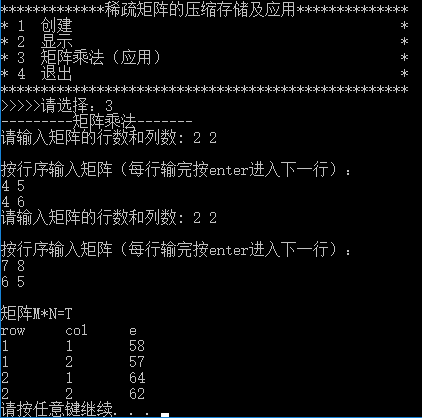 *************稀疏矩阵的压缩存储及应用**************
* 1  创建 *
* 2  显示 *
* 3  矩阵乘法（应用） *
* 4  退出 *
***************************************************
>>>>>请选择：3
---------矩阵乘法-------
请输入矩阵的行数和列数: 2 2
按行序输入矩阵（每行输完按enter进入下一行）：
4 5
4 6
请输入矩阵的行数和列数: 2 2
按行序输入矩阵（每行输完按enter进入下一行）：
7 8
6 5
矩阵M*N=T
row col e
1 1 58
1 2 57
2 1 64
2 2 62
请按任意键继续. . .